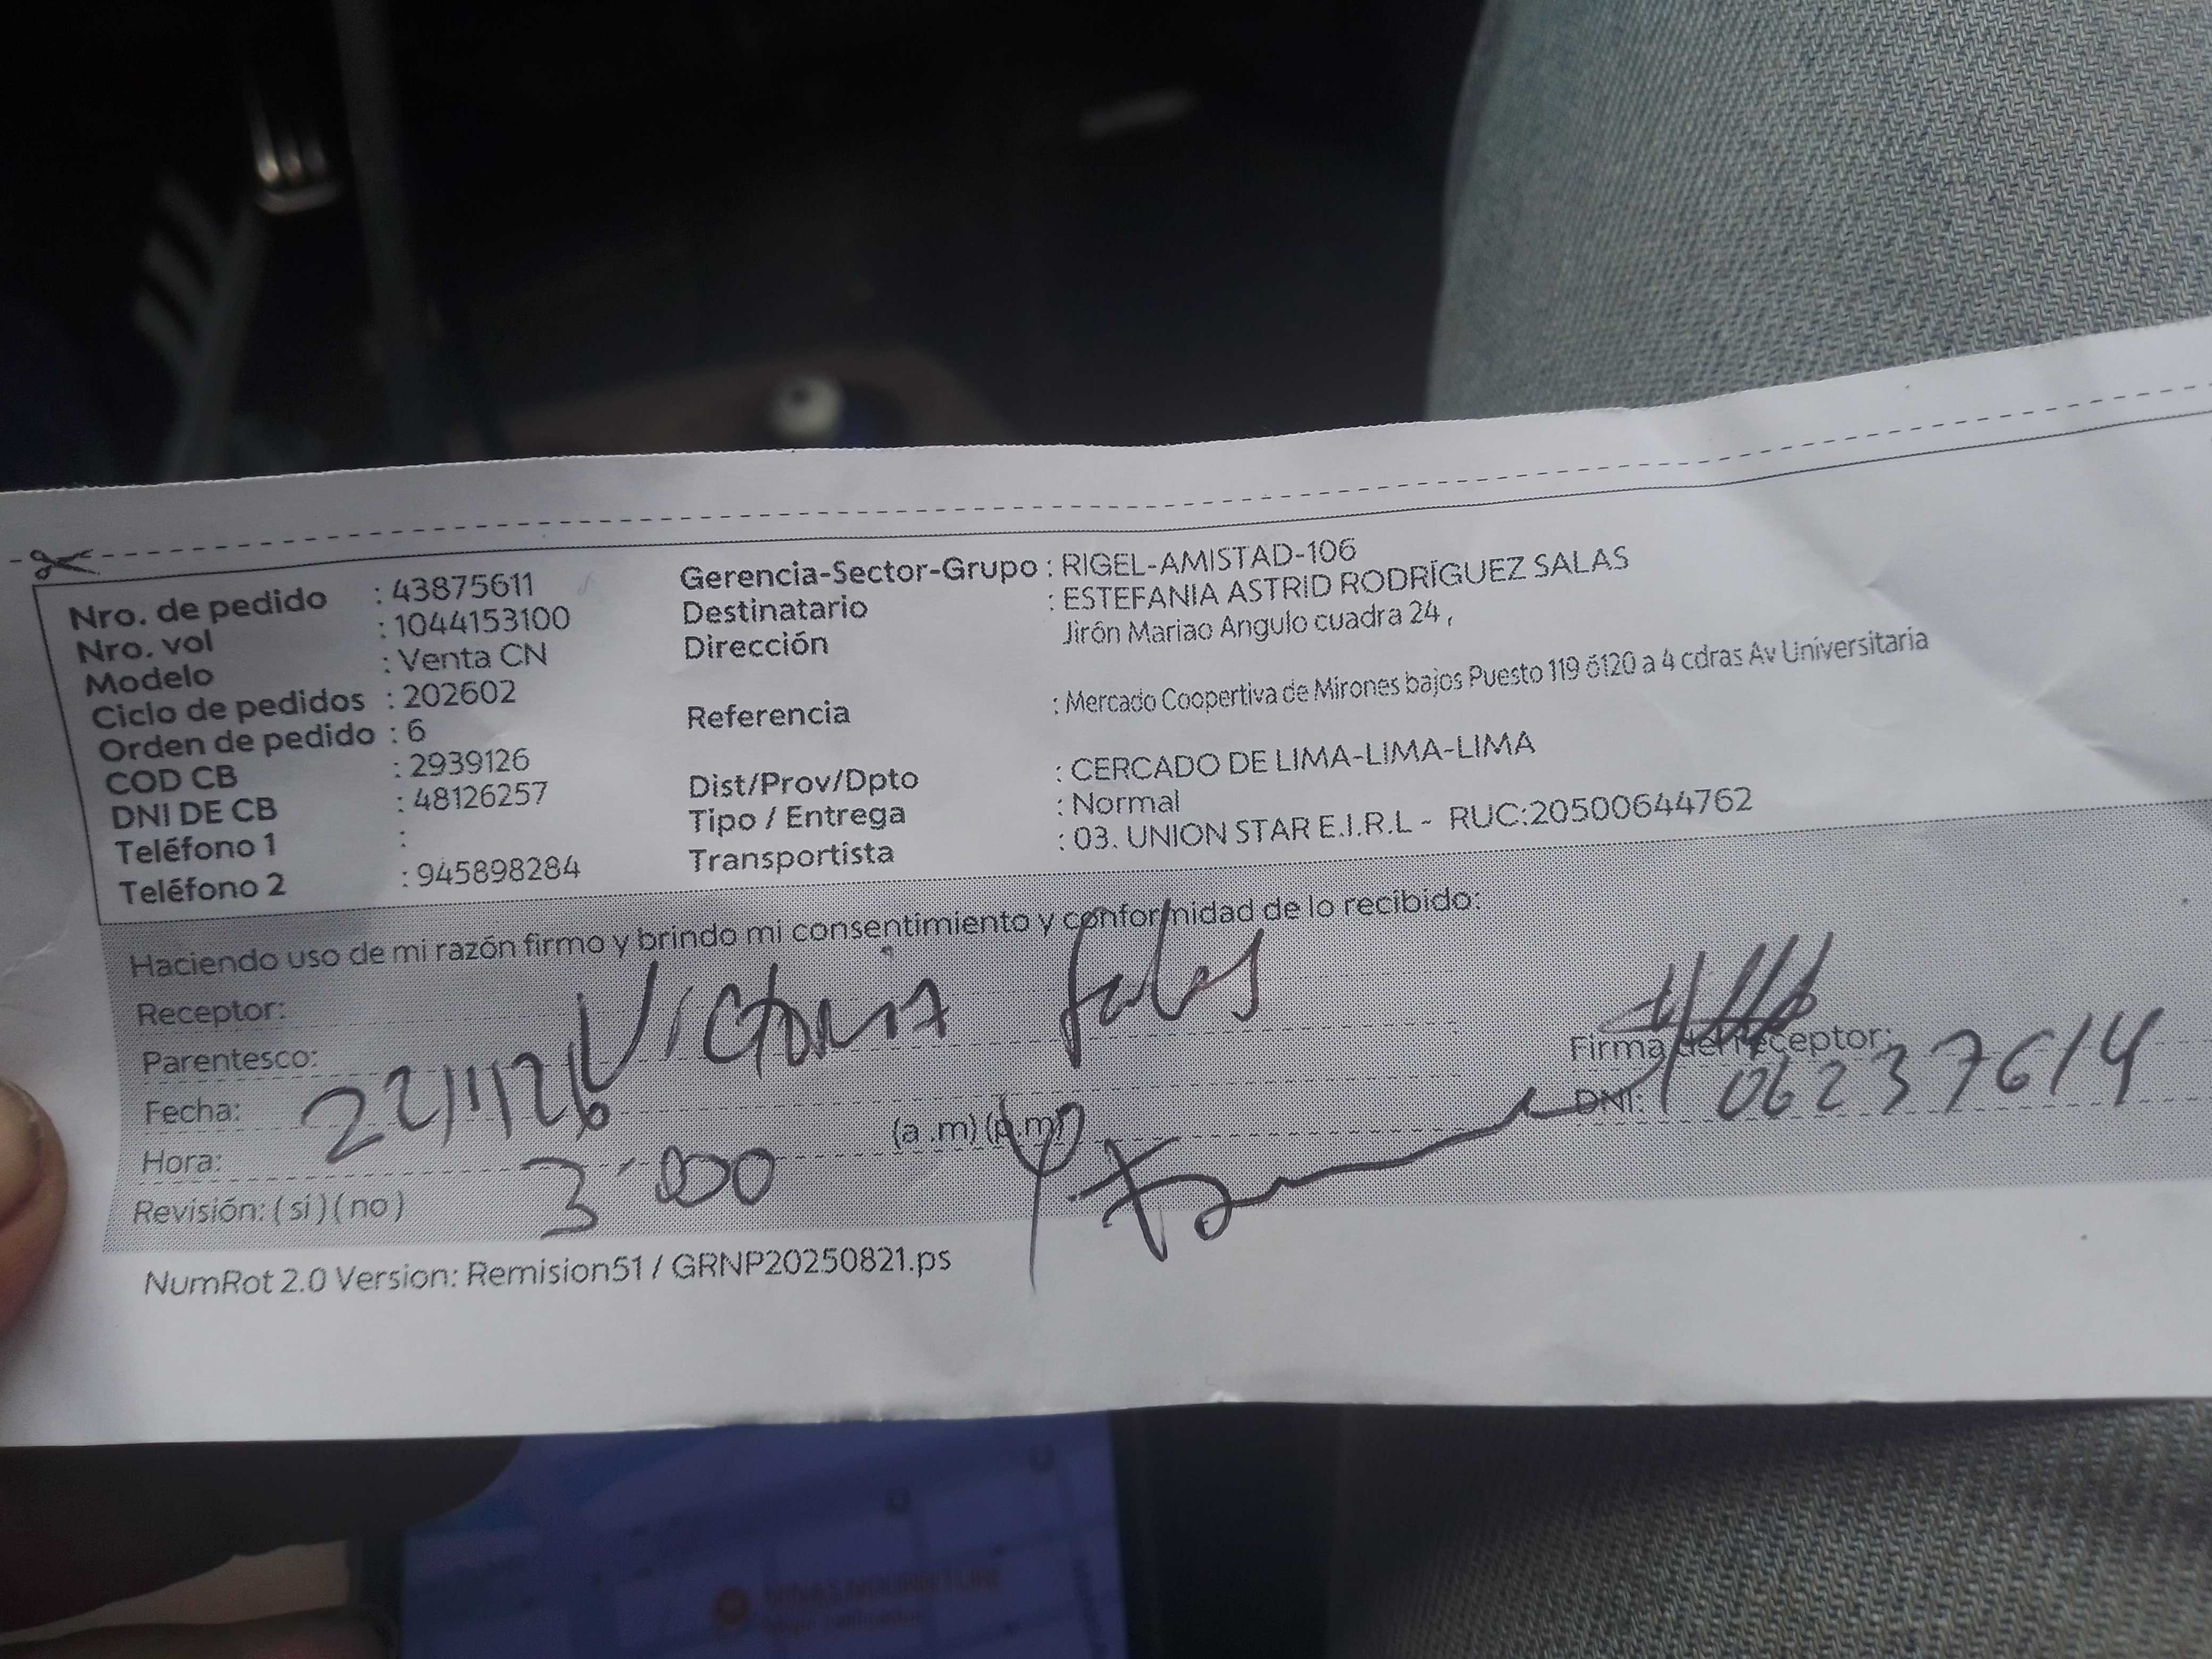 Nro. de pedido : 43875611
Nro. vol : 1044153100
Modelo : Venta CN
Ciclo de pedidos : 202602
Orden de pedido : 6
COD CB : 2939126
DNI DE CB : 48126257
Teléfono 1 :
Teléfono 2 : 945898284
Gerencia-Sector-Grupo : RIGEL-AMISTAD-106
Destinatario : ESTEFANIA ASTRID RODRÍGUEZ SALAS
Dirección Jirón Mariao Angulo cuadra 24 ,
Referencia : Mercado Coopertiva de Mirones bajos Puesto 119 ó120 a 4 cdras Av Universitaria
Dist/Prov/Dpto : CERCADO DE LIMA-LIMA-LIMA
Tipo / Entrega : Normal
Transportista : 03. UNION STAR E.I.R.L - RUC:20500644762
Haciendo uso de mi razón firmo y brindo mi consentimiento y conformidad de lo recibido:
Receptor: Victoria Salas
Parentesco:
Firma del receptor:
Fecha: 22/1/26
DNI: 06237614
Hora: 3:00 (a .m) (p.m)
Revisión: ( si ) ( no )
NumRot 2.0 Version: Remision51 / GRNP20250821.ps